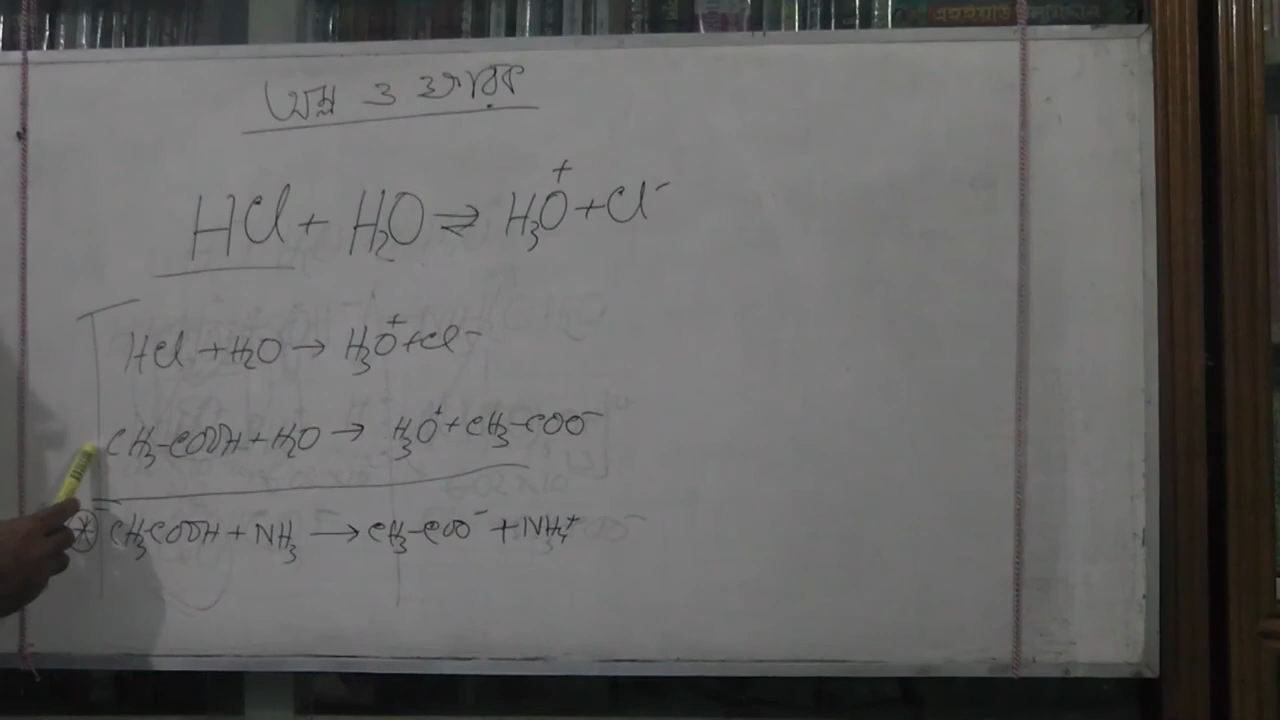 অম্ল ও ক্ষারক
HCl + H₂O ⇌ H₃O⁺ + Cl⁻
HCl + H₂O → H₃O⁺ + Cl⁻
CH₃-COOH + H₂O → H₃O⁺ + CH₃-COO⁻
* CH₃COOH + NH₃ → CH₃-COO⁻ + NH₄⁺